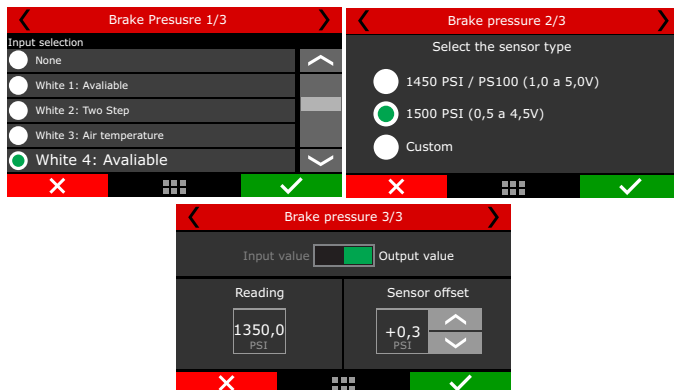 Brake Presusre 1/3
Input selection
None
White 1: Avaliable
White 2: Two Step
White 3: Air temperature
White 4: Avaliable
Brake pressure 2/3
Select the sensor type
1450 PSI / PS100 (1,0 a 5,0V)
1500 PSI (0,5 a 4,5V)
Custom
Brake pressure 3/3
Input value Output value
Reading Sensor offset
1350,0 +0,3
PSI PSI